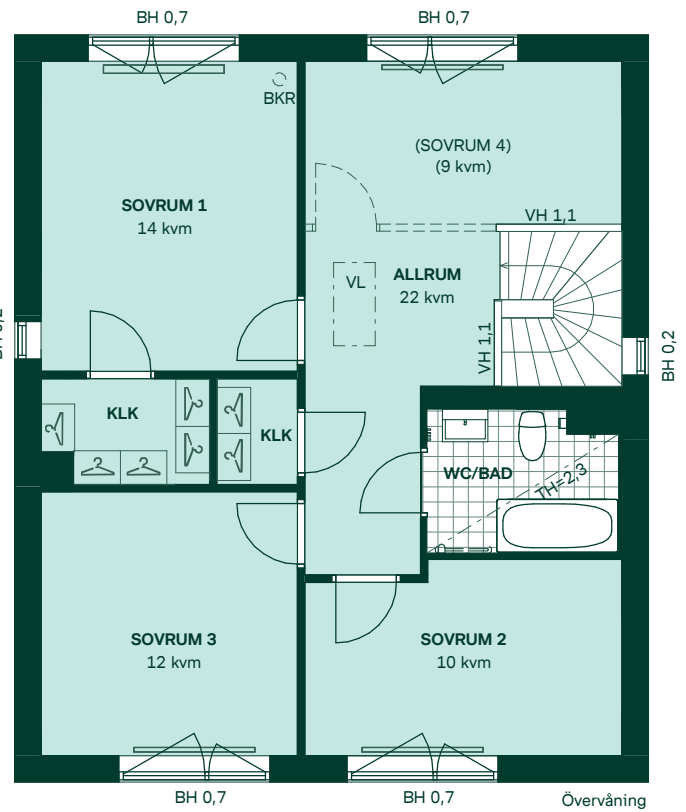 BH 0,7
BH 0,7
BKR
(SOVRUM 4)
(9 kvm)
SOVRUM 1
14 kvm
VH 1,1
VL
ALLRUM
22 kvm
VH 1,1
BH 0,2
KLK
KLK
WC/BAD
TH=2,3
SOVRUM 3
12 kvm
SOVRUM 2
10 kvm
BH 0,7
BH 0,7
Övervåning